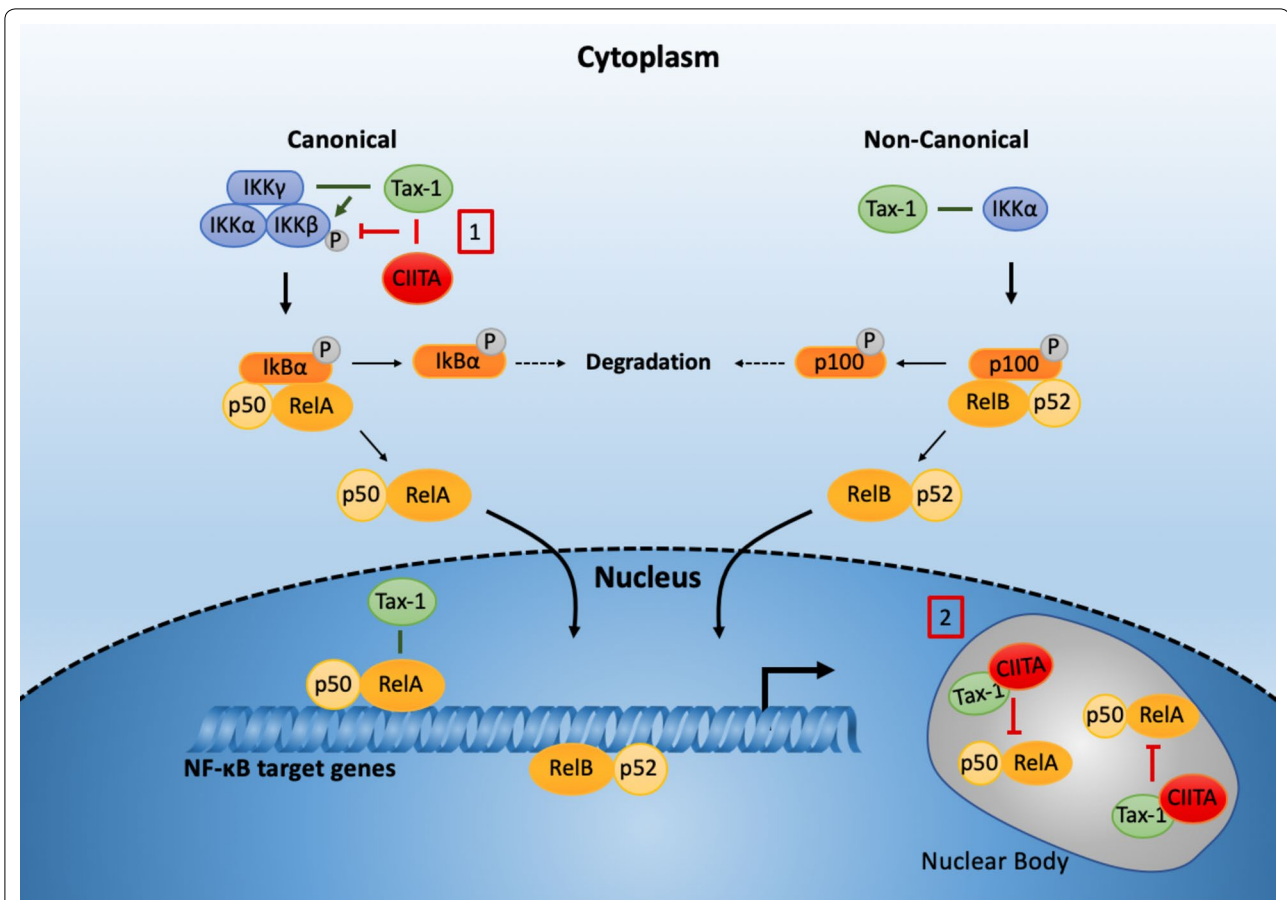 Cytoplasm
Canonical
Non-Canonical
IKKγ
Tax-1
IKKα
IKKβ
P
1
CIITA
Tax-1
IKKα
IkBα
P
p50
RelA
IkBα
P
Degradation
p100
P
p100
P
RelB
p52
p50
RelA
RelB
p52
Nucleus
Tax-1
p50
RelA
NF-κB target genes
RelB
p52
2
CIITA
Tax-1
p50
RelA
p50
RelA
CIITA
Tax-1
Nuclear Body